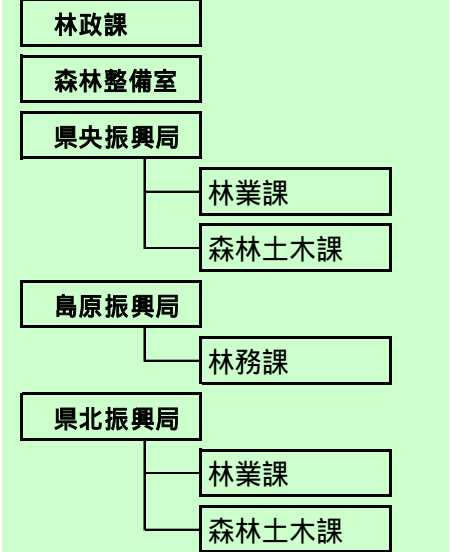 林政課
森林整備室
県央振興局
林業課
森林土木課
島原振興局
林務課
県北振興局
林業課
森林土木課